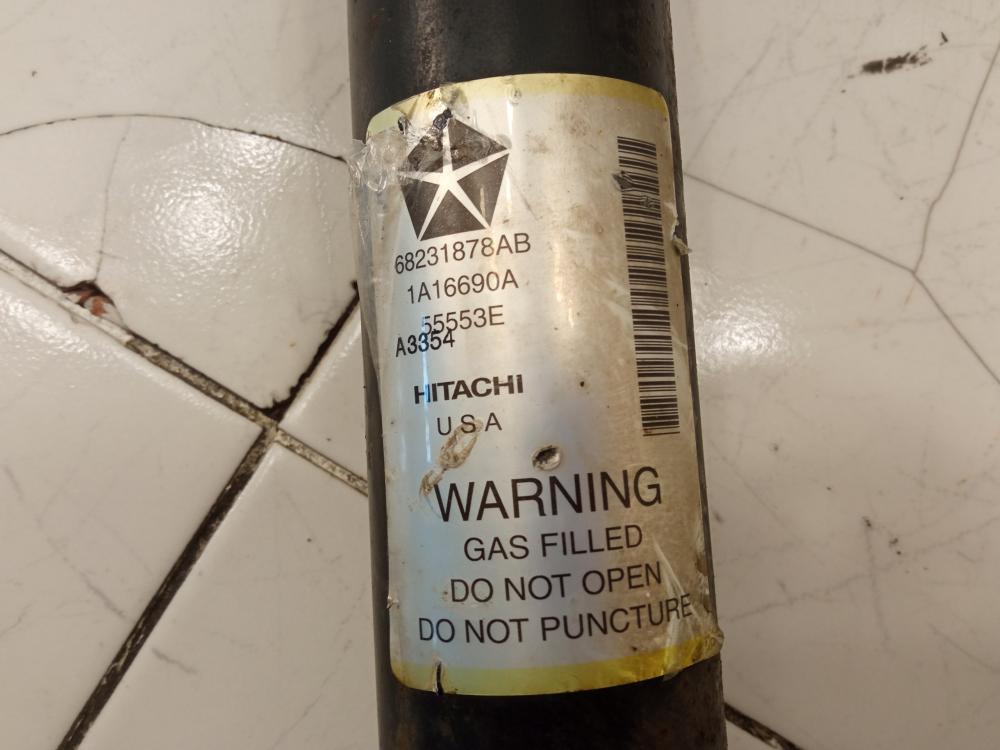 68231878AB
1A16690A
55553E
A3354
HITACHI
USA
WARNING
GAS FILLED
DO NOT OPEN
DO NOT PUNCTURE